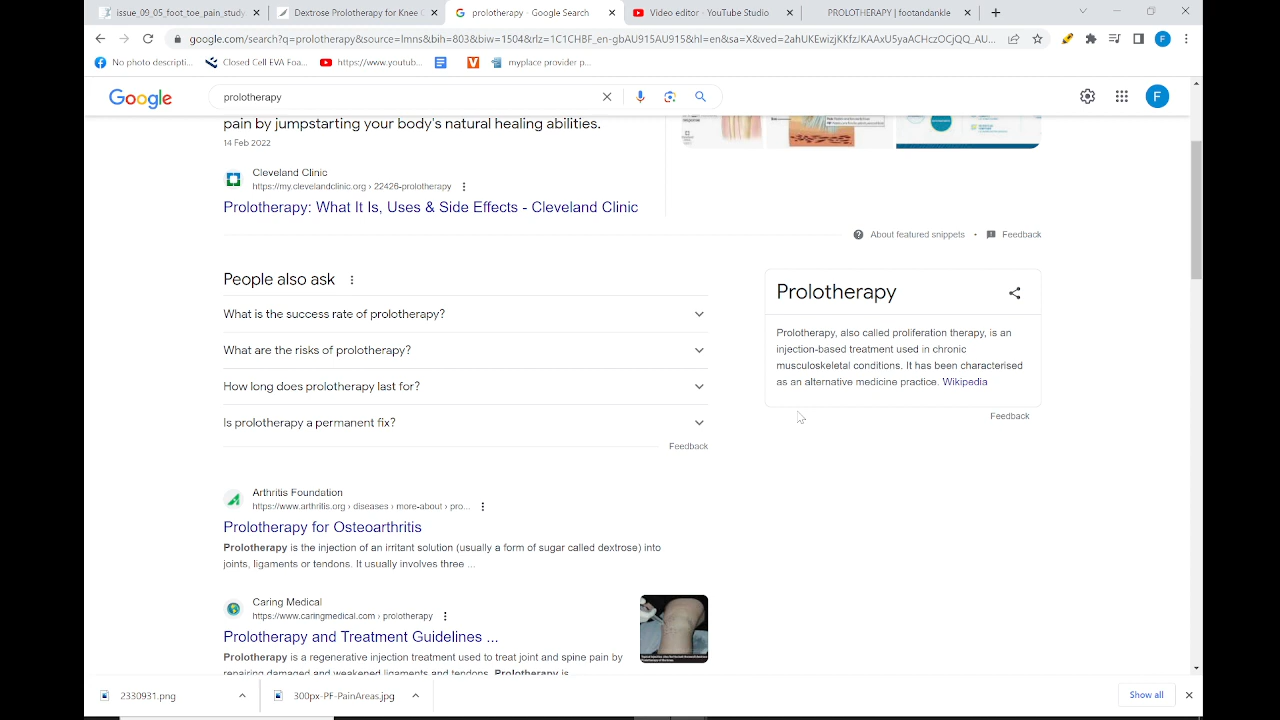 issue_09_05_foot_toe_pain_study
Dextrose Prolotherapy for Knee
prolotherapy - Google Search
Video editor - YouTube Studio
PROLOTHERAPY | footandankle
google.com/search?q=prolotherapy&source=lmns&bih=803&biw=1504&rlz=1C1CHBF_en-gbAU915AU915&hl=en&sa=X&ved=2ahUKEwizjKKfzJKAAxU5yaACHczOCjQQ_AU...
F
No photo descripti...
Closed Cell EVA Foa...
https://www.youtub...
myplace provider p...
Google
prolotherapy
F
pain by jumpstarting your body's natural healing abilities.
14 Feb 2022
Cleveland Clinic
https://my.clevelandclinic.org › 22426-prolotherapy
Prolotherapy: What It Is, Uses & Side Effects - Cleveland Clinic
About featured snippets • Feedback
People also ask
What is the success rate of prolotherapy?
What are the risks of prolotherapy?
How long does prolotherapy last for?
Is prolotherapy a permanent fix?
Feedback
Prolotherapy
Prolotherapy, also called proliferation therapy, is an
injection-based treatment used in chronic
musculoskeletal conditions. It has been characterised
as an alternative medicine practice. Wikipedia
Feedback
Arthritis Foundation
https://www.arthritis.org › diseases › more-about › pro...
Prolotherapy for Osteoarthritis
Prolotherapy is the injection of an irritant solution (usually a form of sugar called dextrose) into
joints, ligaments or tendons. It usually involves three ...
Caring Medical
https://www.caringmedical.com › prolotherapy
Prolotherapy and Treatment Guidelines ...
Prolotherapy is a regenerative injection treatment used to treat joint and spine pain by
repairing damaged and weakened ligaments and tendons. Prolotherapy is
2330931.png
300px-PF-PainAreas.jpg
Show all